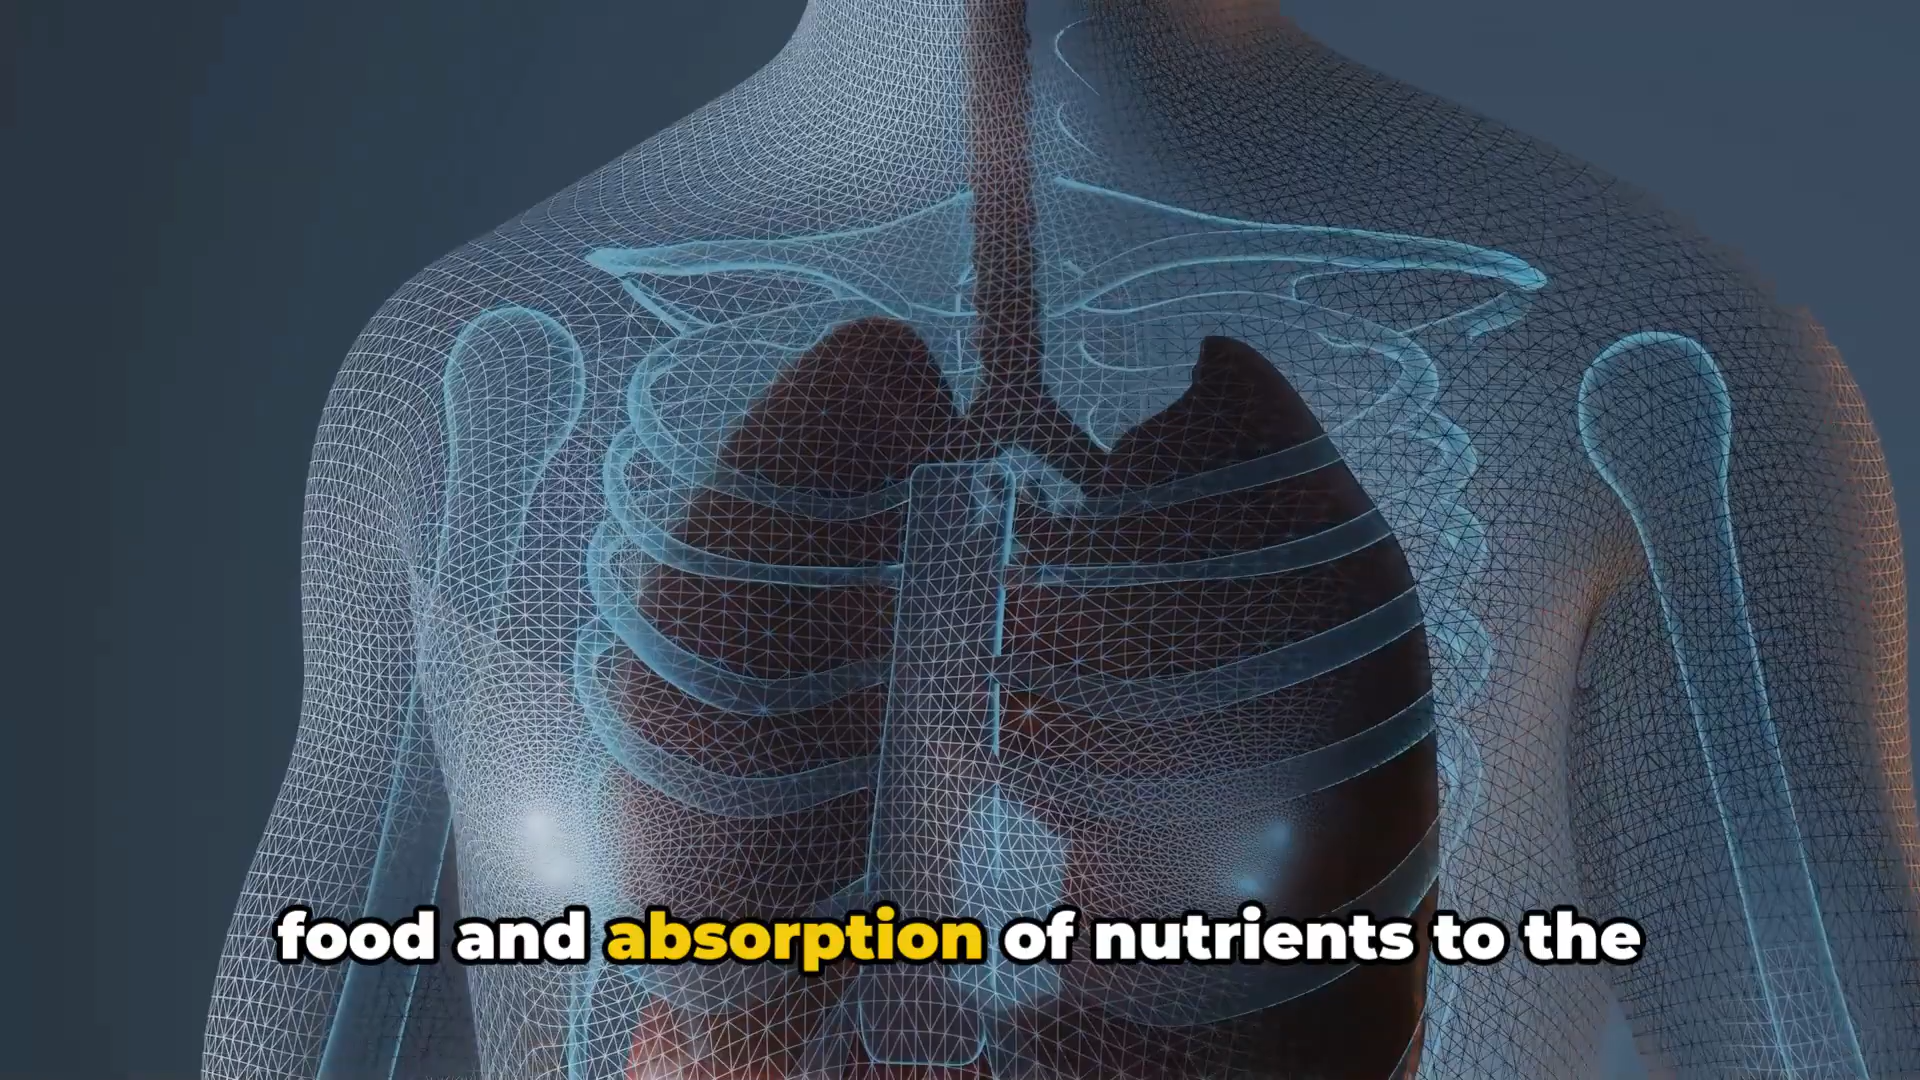 food and absorption of nutrients to the